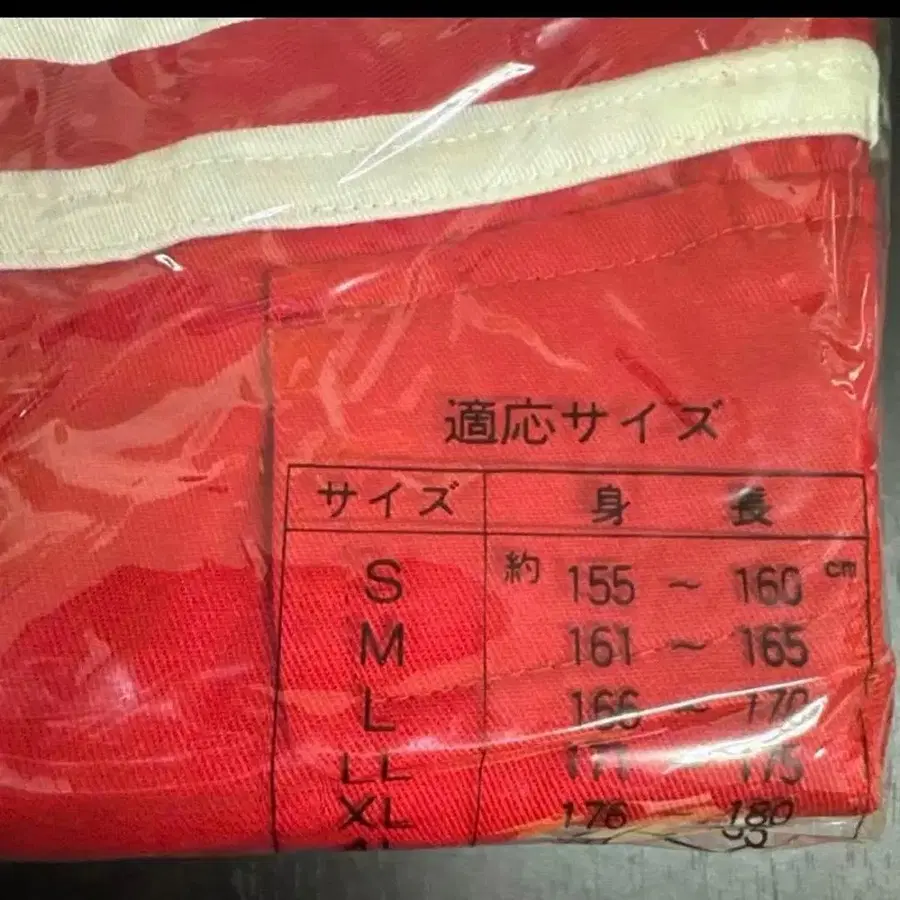 適応サイズ
サイズ 身 長
S 約 155 ～ 160 cm
M 161 ～ 165
L 166 ～ 170
LL 171 ～ 175
XL 176 ～ 180